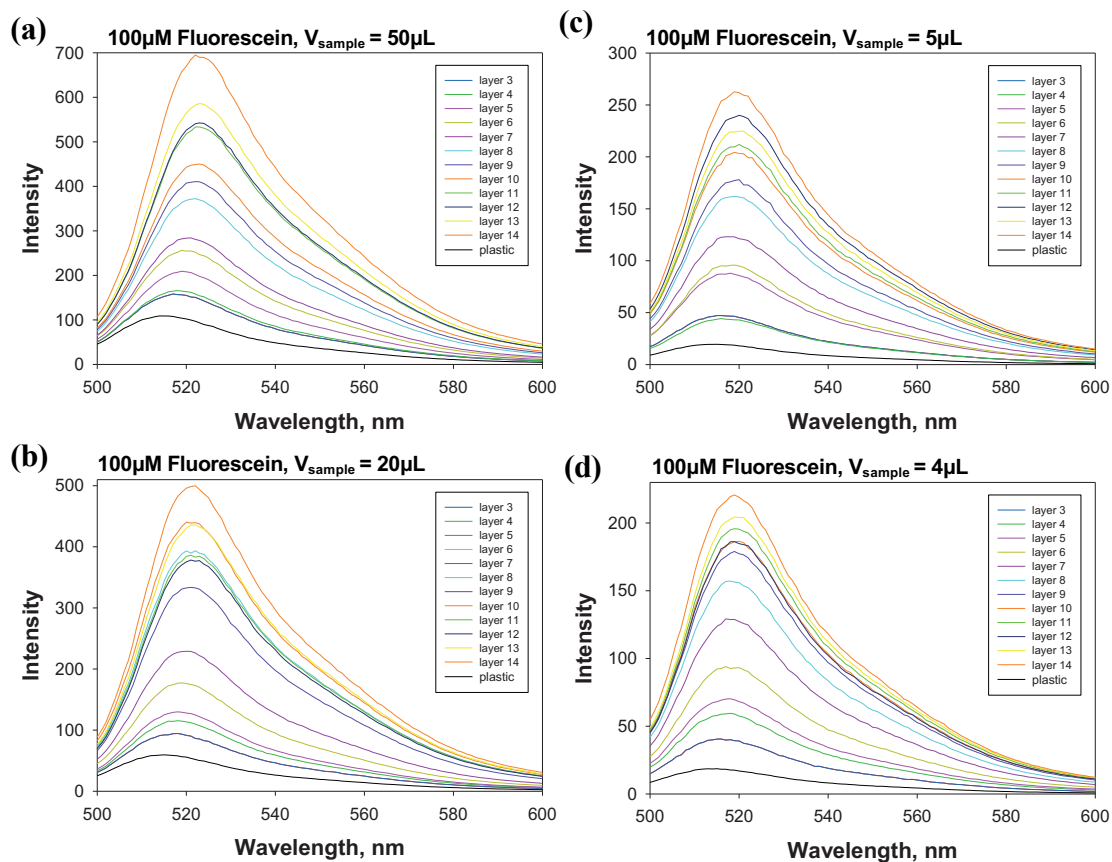 (a)
100µM Fluorescein, Vsample = 50µL
700
600
500
400
300
200
100
0
Intensity
500 520 540 560 580 600
Wavelength, nm
layer 3
layer 4
layer 5
layer 6
layer 7
layer 8
layer 9
layer 10
layer 11
layer 12
layer 13
layer 14
plastic
(b)
100µM Fluorescein, Vsample = 20µL
500
400
300
200
100
0
Intensity
500 520 540 560 580 600
Wavelength, nm
layer 3
layer 4
layer 5
layer 6
layer 7
layer 8
layer 9
layer 10
layer 11
layer 12
layer 13
layer 14
plastic
(c)
100µM Fluorescein, Vsample = 5µL
300
250
200
150
100
50
0
Intensity
500 520 540 560 580 600
Wavelength, nm
layer 3
layer 4
layer 5
layer 6
layer 7
layer 8
layer 9
layer 10
layer 11
layer 12
layer 13
layer 14
plastic
(d)
100µM Fluorescein, Vsample = 4µL
200
150
100
50
0
Intensity
500 520 540 560 580 600
Wavelength, nm
layer 3
layer 4
layer 5
layer 6
layer 7
layer 8
layer 9
layer 10
layer 11
layer 12
layer 13
layer 14
plastic